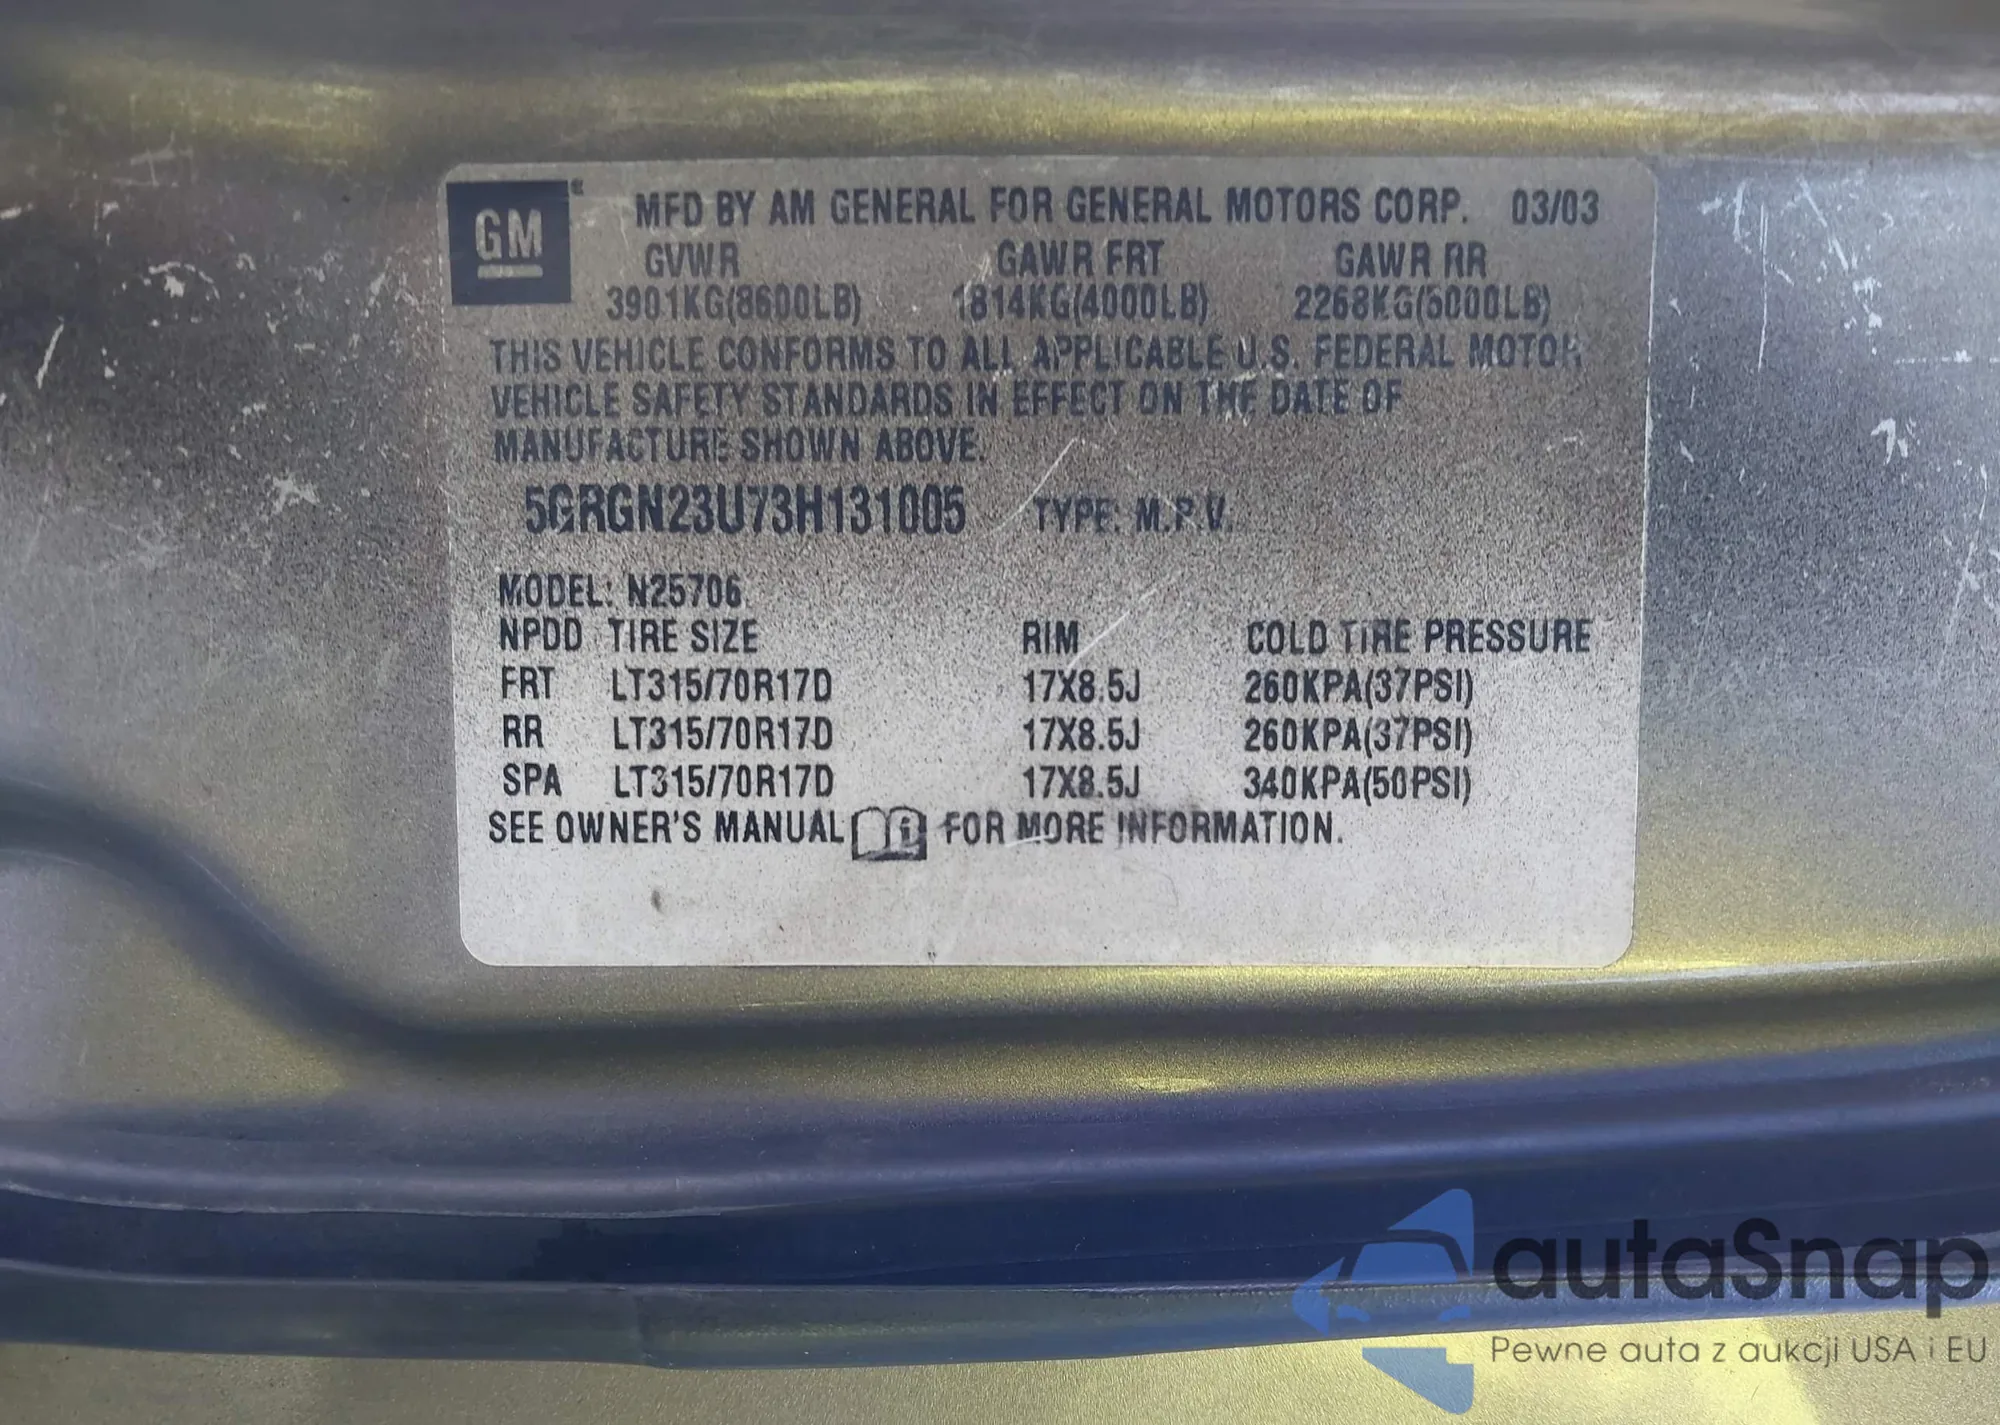 GM
MFD BY AM GENERAL FOR GENERAL MOTORS CORP. 03/03
GVWR GAWR FRT GAWR RR
3901KG(8600LB) 1814KG(4000LB) 2268KG(5000LB)
THIS VEHICLE CONFORMS TO ALL APPLICABLE U.S. FEDERAL MOTOR
VEHICLE SAFETY STANDARDS IN EFFECT ON THE DATE OF
MANUFACTURE SHOWN ABOVE.
5GRGN23U73H131005 TYPE: M.P.V.
MODEL: N25706
NPDD TIRE SIZE RIM COLD TIRE PRESSURE
FRT LT315/70R17D 17X8.5J 260KPA(37PSI)
RR LT315/70R17D 17X8.5J 260KPA(37PSI)
SPA LT315/70R17D 17X8.5J 340KPA(50PSI)
SEE OWNER'S MANUAL i FOR MORE INFORMATION.
autaSnap
Pewne auta z aukcji USA i EU